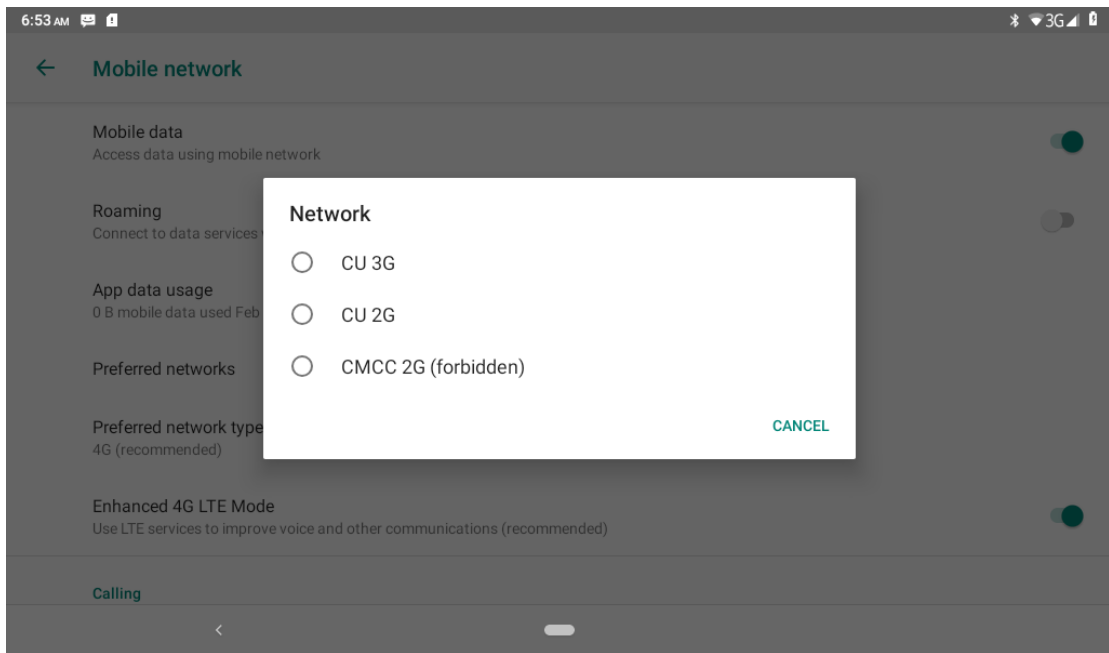 6:53 AM 3G
Mobile network
Mobile data
Access data using mobile network
Network
Roaming
Connect to data services
CU 3G
App data usage
0 B mobile data used Feb
CU 2G
Preferred networks
CMCC 2G (forbidden)
Preferred network type
4G (recommended)
CANCEL
Enhanced 4G LTE Mode
Use LTE services to improve voice and other communications (recommended)
Calling